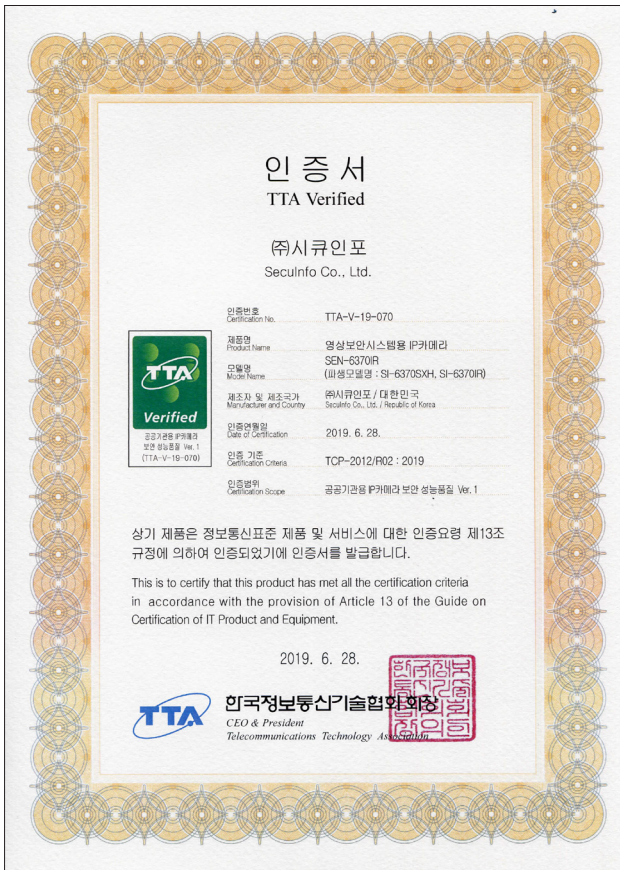 인증서
TTA Verified
(주)시큐인포
SecuInfo Co., Ltd.
인증번호
Certification No.
TTA-V-19-070
제품명
Product Name
영상보안시스템용 IP카메라
모델명
Model Name
SEN-6370IR
(파생모델명 : SI-6370SXH, SI-6370IR)
제조자 및 제조국가
Manufacturer and Country
㈜시큐인포 / 대한민국
SecuInfo Co., Ltd. / Republic of Korea
인증연월일
Date of Certification
2019. 6. 28.
인증 기준
Certification Criteria
TCP-2012/R02 : 2019
인증범위
Certification Scope
공공기관용 IP카메라 보안 성능품질 Ver. 1
TTA
Verified
공공기관용 IP카메라
보안 성능품질 Ver. 1
(TTA-V-19-070)
상기 제품은 정보통신표준 제품 및 서비스에 대한 인증요령 제13조
규정에 의하여 인증되었기에 인증서를 발급합니다.
This is to certify that this product has met all the certification criteria
in accordance with the provision of Article 13 of the Guide on
Certification of IT Product and Equipment.
2019. 6. 28.
TTA
한국정보통신기술협회 회장
CEO & President
Telecommunications Technology Association